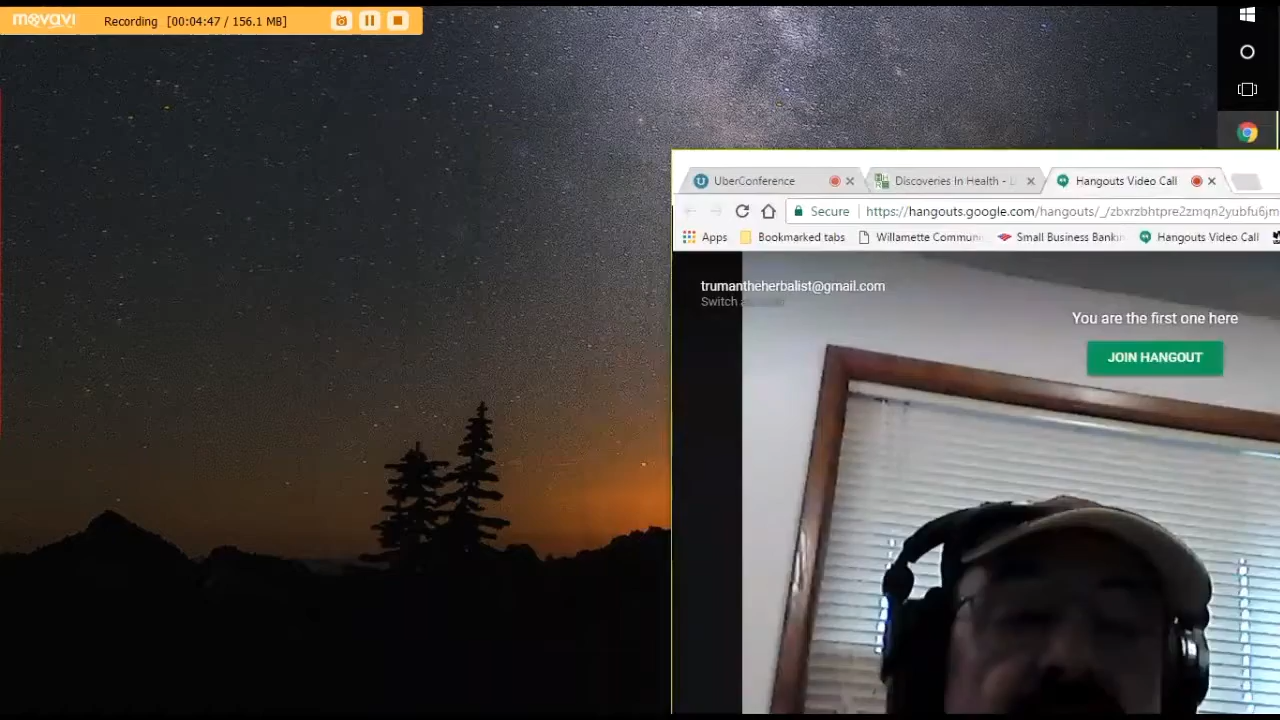 movavi
Recording [00:04:47 / 156.1 MB]
UberConference
Discoveries In Health - L
Hangouts Video Call
Secure
https://hangouts.google.com/hangouts/_/zbxrzbhtpre2zmqn2yubfu6jm
Apps
Bookmarked tabs
Willamette Commun
Small Business Bankin
Hangouts Video Call
trumantheherbalist@gmail.com
Switch account
You are the first one here
JOIN HANGOUT